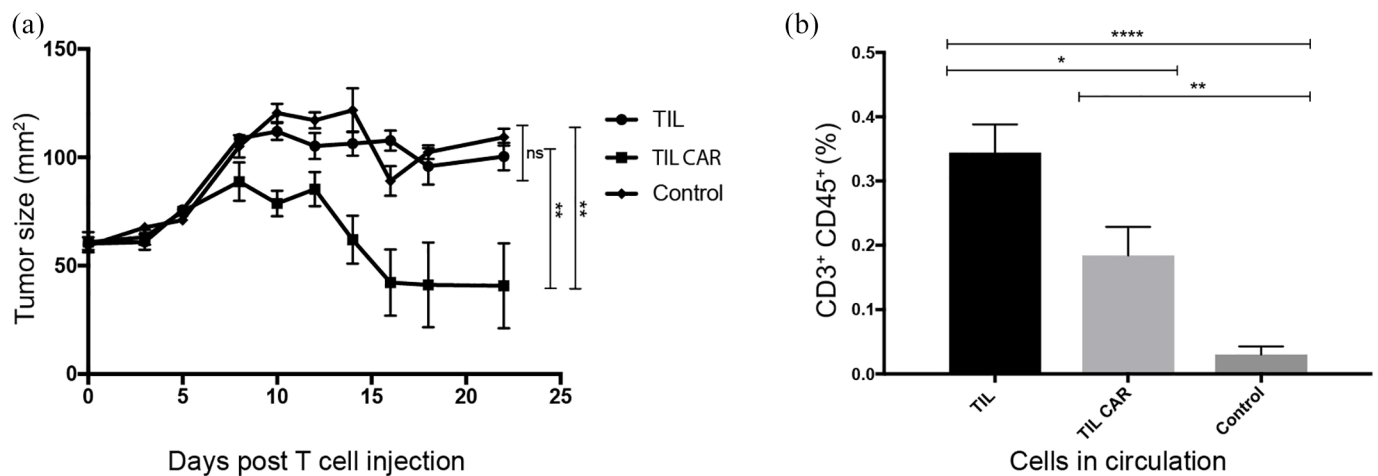 (a)
Tumor size (mm²)
150
100
50
0
0
5
10
15
20
25
Days post T cell injection
TIL
TIL CAR
Control
ns
**
**
(b)
CD3⁺ CD45⁺ (%)
0.5
0.4
0.3
0.2
0.1
0.0
****
*
**
TIL
TIL CAR
Control
Cells in circulation